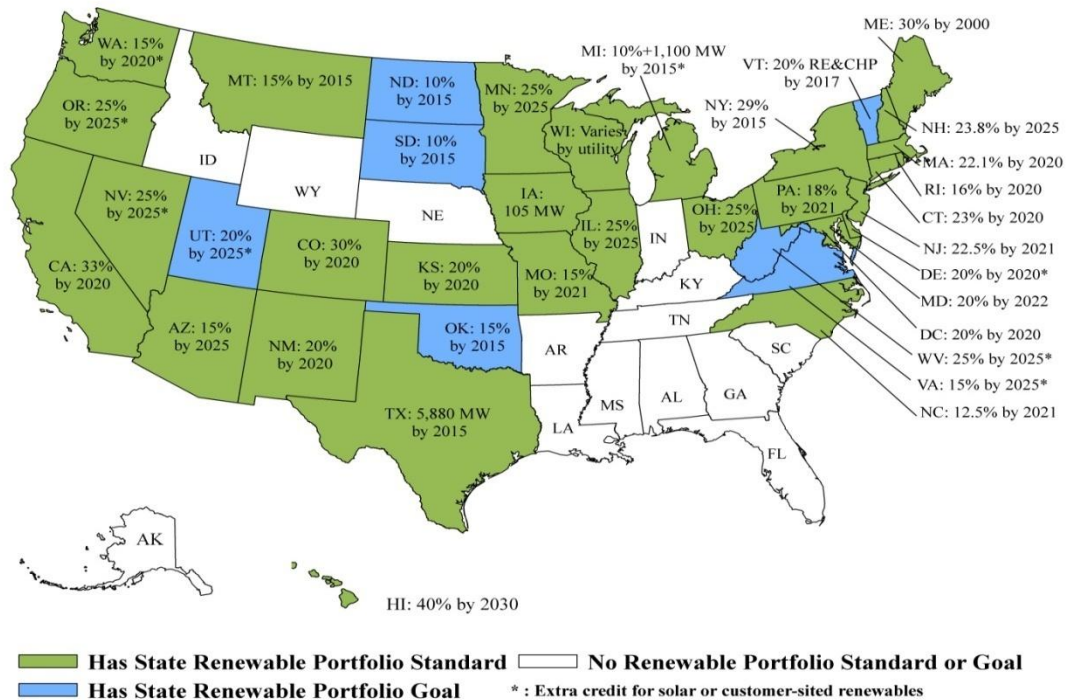 WA: 15%
by 2020*
OR: 25%
by 2025*
MT: 15% by 2015
ID
WY
ND: 10%
by 2015
SD: 10%
by 2015
NE
MN: 25%
by 2025
WI: Varies
by utility
MI: 10%+1,100 MW
by 2015*
NY: 29%
by 2015
VT: 20% RE&CHP
by 2017
ME: 30% by 2000
NH: 23.8% by 2025
MA: 22.1% by 2020
RI: 16% by 2020
CT: 23% by 2020
NJ: 22.5% by 2021
DE: 20% by 2020*
MD: 20% by 2022
DC: 20% by 2020
WV: 25% by 2025*
VA: 15% by 2025*
NC: 12.5% by 2021
NV: 25%
by 2025*
UT: 20%
by 2025*
CO: 30%
by 2020
KS: 20%
by 2020
IA:
105 MW
IL: 25%
by 2025
MO: 15%
by 2021
IN
OH: 25%
by 2025
PA: 18%
by 2021
KY
TN
CA: 33%
by 2020
AZ: 15%
by 2025
NM: 20%
by 2020
OK: 15%
by 2015
TX: 5,880 MW
by 2015
AR
LA
MS
AL
GA
SC
FL
AK
HI: 40% by 2030
Has State Renewable Portfolio Standard
No Renewable Portfolio Standard or Goal
Has State Renewable Portfolio Goal
* : Extra credit for solar or customer-sited renewables